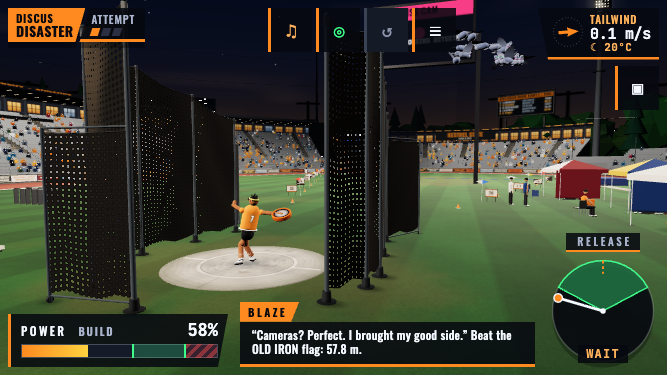 DISCUS
DISASTER
ATTEMPT
TAILWIND
0.1 m/s
☾ 20°C
RELEASE
WAIT
POWER BUILD 58%
BLAZE
“Cameras? Perfect. I brought my good side.” Beat the
OLD IRON flag: 57.8 m.